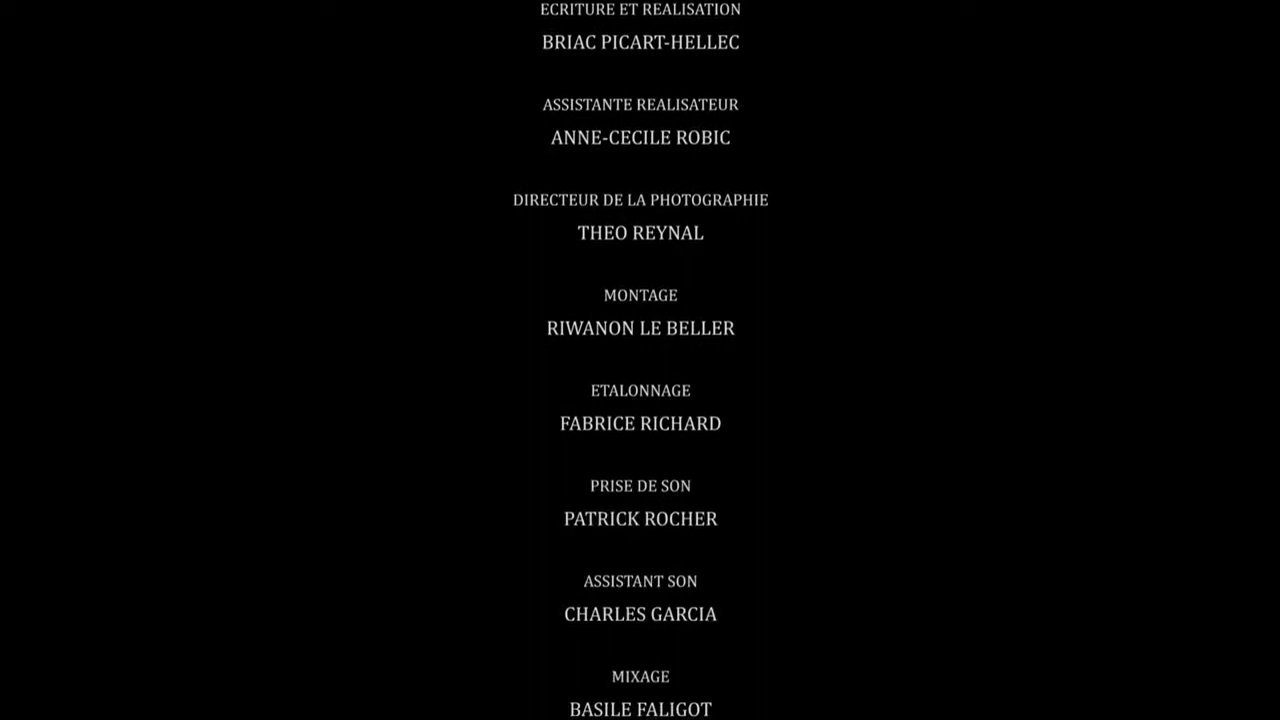 ECRITURE ET REALISATION
BRIAC PICART-HELLEC
ASSISTANTE REALISATEUR
ANNE-CECILE ROBIC
DIRECTEUR DE LA PHOTOGRAPHIE
THEO REYNAL
MONTAGE
RIWANON LE BELLER
ETALONNAGE
FABRICE RICHARD
PRISE DE SON
PATRICK ROCHER
ASSISTANT SON
CHARLES GARCIA
MIXAGE
BASILE FALIGOT